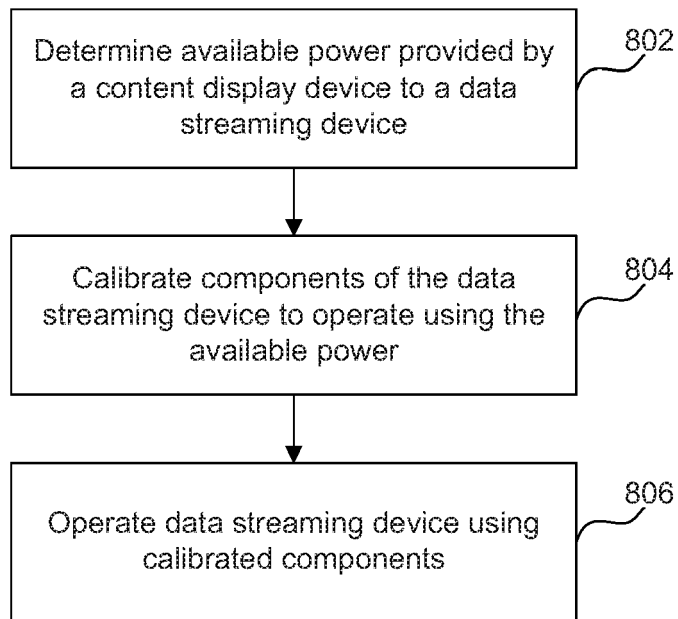 Determine available power provided by
a content display device to a data
streaming device
802
Calibrate components of the data
streaming device to operate using the
available power
804
Operate data streaming device using
calibrated components
806